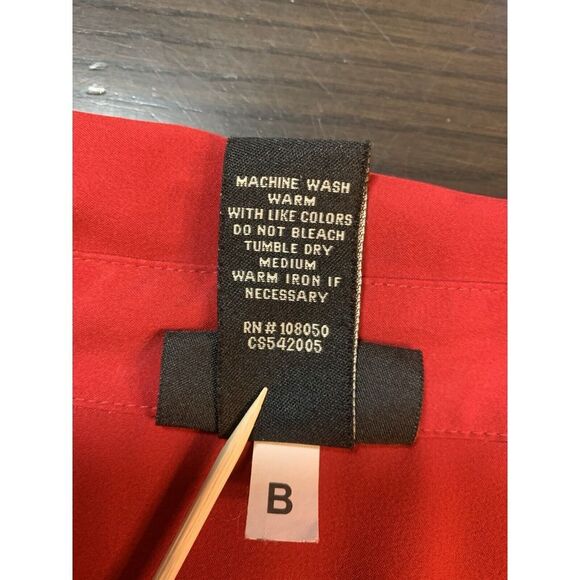 MACHINE WASH
WARM
WITH LIKE COLORS
DO NOT BLEACH
TUMBLE DRY
MEDIUM
WARM IRON IF
NECESSARY
RN# 108050
CS542005
B